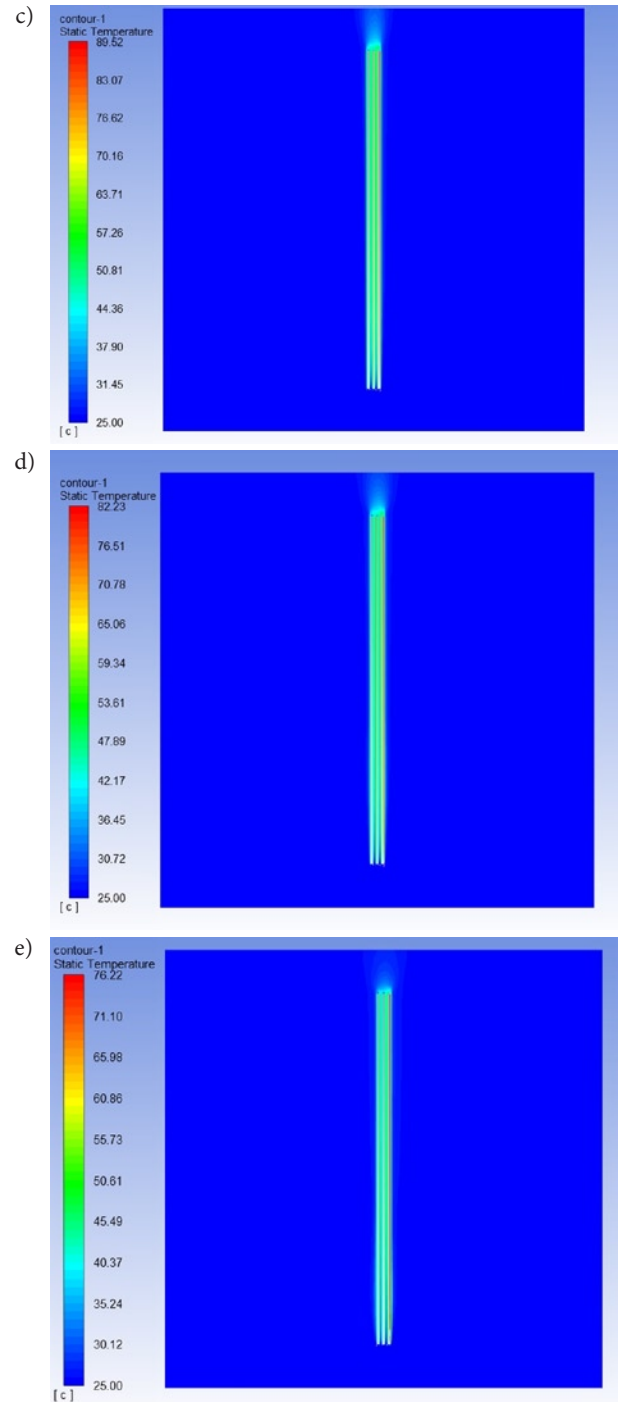 c)
contour-1
Static Temperature
89.52
83.07
76.62
70.16
63.71
57.26
50.81
44.36
37.90
31.45
25.00
[ c ]
d)
contour-1
Static Temperature
82.23
76.51
70.78
65.06
59.34
53.61
47.89
42.17
36.45
30.72
25.00
[ c ]
e)
contour-1
Static Temperature
76.22
71.10
65.98
60.86
55.73
50.61
45.49
40.37
35.24
30.12
25.00
[ c ]